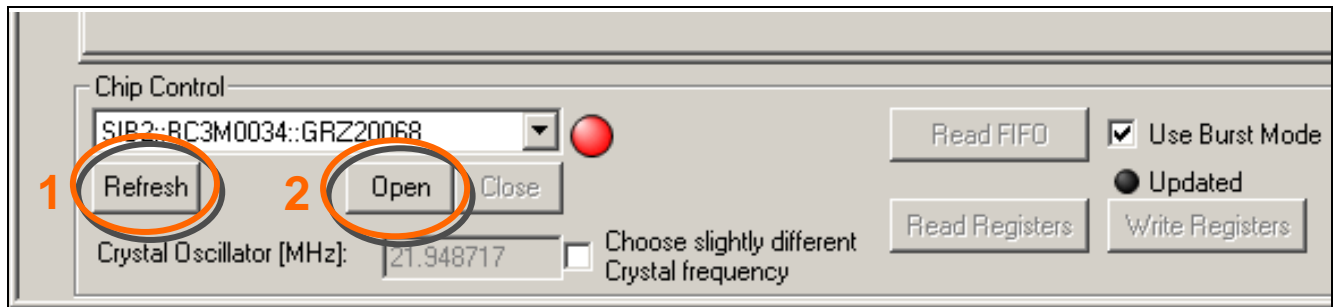 Chip Control
SIB2::BC3M0034::GRZ20068
Read FIFO
Use Burst Mode
1
Refresh
2
Open
Close
Updated
Read Registers
Write Registers
Crystal Oscillator [MHz]:
21.948717
Choose slightly different
Crystal frequency